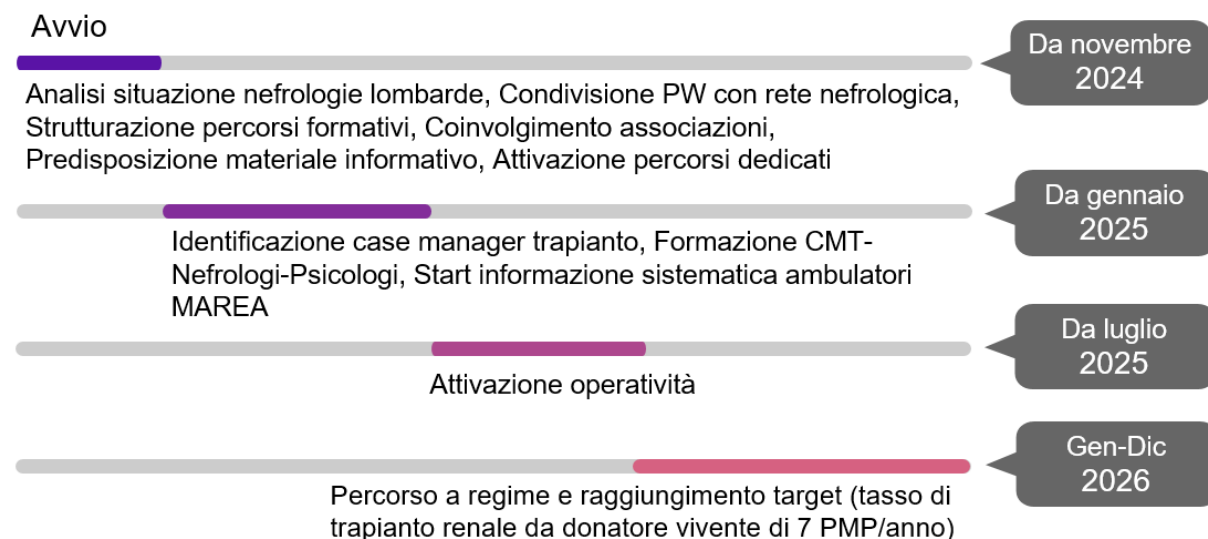 Avvio
Da novembre
2024
Analisi situazione nefrologie lombarde, Condivisione PW con rete nefrologica,
Strutturazione percorsi formativi, Coinvolgimento associazioni,
Predisposizione materiale informativo, Attivazione percorsi dedicati
Da gennaio
2025
Identificazione case manager trapianto, Formazione CMT-
Nefrologi-Psicologi, Start informazione sistematica ambulatori
MAREA
Da luglio
2025
Attivazione operatività
Gen-Dic
2026
Percorso a regime e raggiungimento target (tasso di
trapianto renale da donatore vivente di 7 PMP/anno)